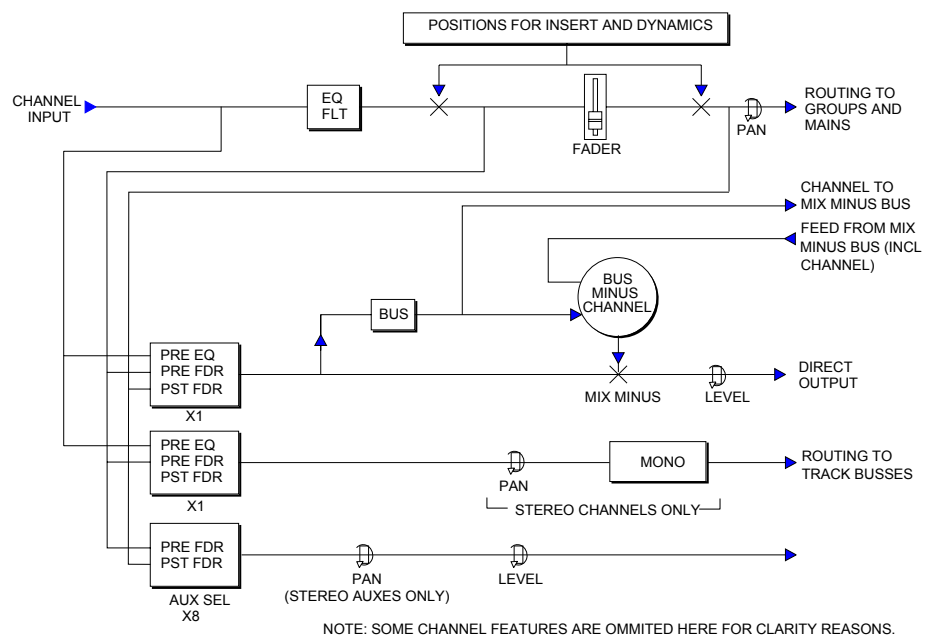 POSITIONS FOR INSERT AND DYNAMICS
CHANNEL
INPUT
EQ
FLT
FADER
PAN
ROUTING TO
GROUPS AND
MAINS
CHANNEL TO
MIX MINUS BUS
FEED FROM MIX
MINUS BUS (INCL
CHANNEL)
BUS
MINUS
CHANNEL
BUS
PRE EQ
PRE FDR
PST FDR
X1
MIX MINUS
LEVEL
DIRECT
OUTPUT
PRE EQ
PRE FDR
PST FDR
X1
PAN
MONO
STEREO CHANNELS ONLY
ROUTING TO
TRACK BUSSES
PRE FDR
PST FDR
AUX SEL
X8
PAN
(STEREO AUXES ONLY)
LEVEL
NOTE: SOME CHANNEL FEATURES ARE OMMITED HERE FOR CLARITY REASONS.